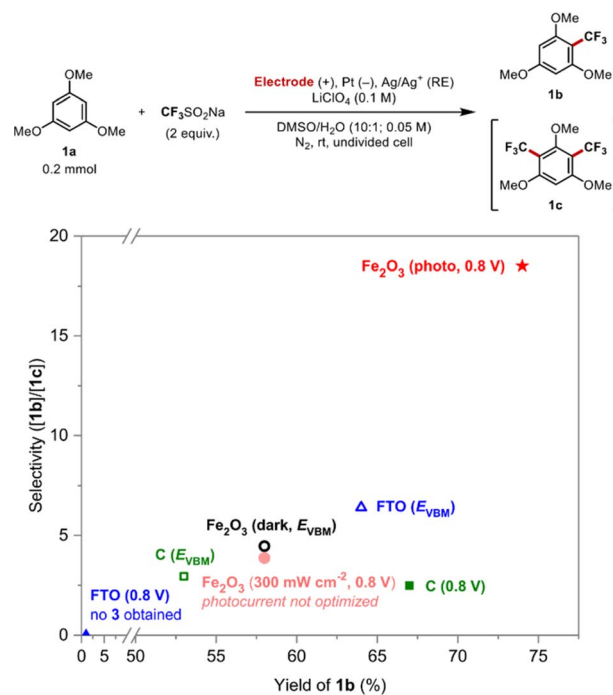 OMe
MeO
OMe
1a
0.2 mmol
+
CF3SO2Na
(2 equiv.)
Electrode (+), Pt (–), Ag/Ag+ (RE)
LiClO4 (0.1 M)
DMSO/H2O (10:1; 0.05 M)
N2, rt, undivided cell
OMe
CF3
MeO
OMe
1b
OMe
F3C
CF3
MeO
OMe
1c
Selectivity ([1b]/[1c])
20
15
10
5
0
Fe2O3 (photo, 0.8 V)
FTO (EVBM)
Fe2O3 (dark, EVBM)
C (EVBM)
Fe2O3 (300 mW cm-2, 0.8 V)
photocurrent not optimized
C (0.8 V)
FTO (0.8 V)
no 3 obtained
0 5 50 55 60 65 70 75
Yield of 1b (%)